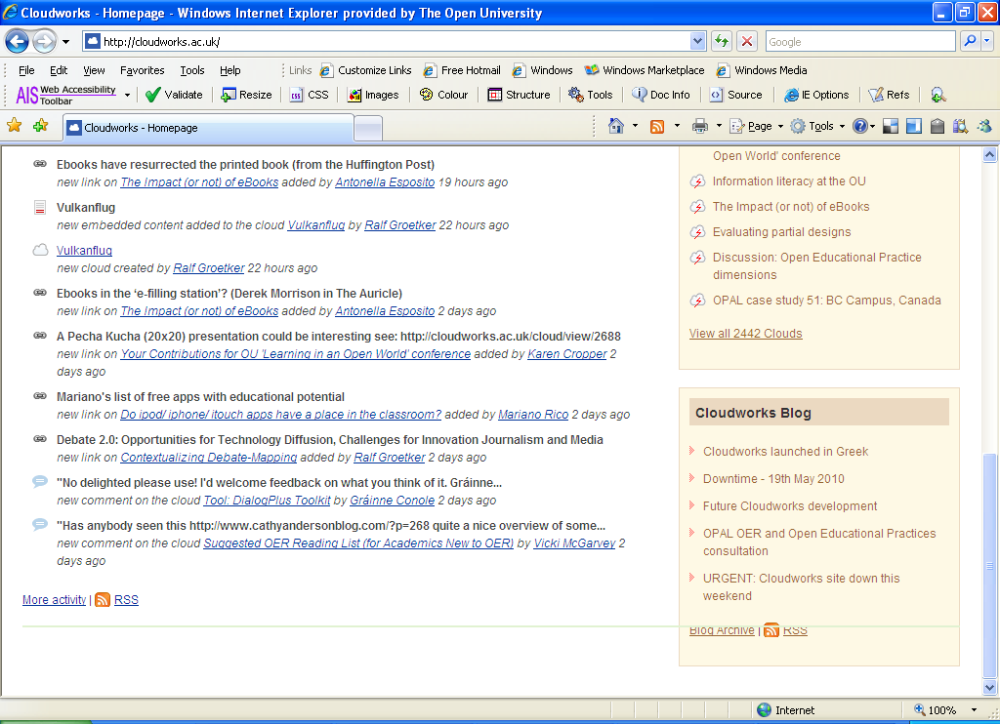 Cloudworks - Homepage - Windows Internet Explorer provided by The Open University
http://cloudworks.ac.uk/
Google
File Edit View Favorites Tools Help
Links Customize Links Free Hotmail Windows Windows Marketplace Windows Media
AIS Web Accessibility Toolbar Validate Resize CSS Images Colour Structure Tools Doc Info Source IE Options Refs
Cloudworks - Homepage
Page Tools
Ebooks have resurrected the printed book (from the Huffington Post)
new link on The Impact (or not) of eBooks added by Antonella Esposito 19 hours ago
Vulkanflug
new embedded content added to the cloud Vulkanflug by Ralf Groetker 22 hours ago
Vulkanflug
new cloud created by Ralf Groetker 22 hours ago
Ebooks in the ‘e-filling station’? (Derek Morrison in The Auricle)
new link on The Impact (or not) of eBooks added by Antonella Esposito 2 days ago
A Pecha Kucha (20x20) presentation could be interesting see: http://cloudworks.ac.uk/cloud/view/2688
new link on Your Contributions for OU 'Learning in an Open World' conference added by Karen Cropper 2
days ago
Mariano's list of free apps with educational potential
new link on Do ipod/ iphone/ itouch apps have a place in the classroom? added by Mariano Rico 2 days ago
Debate 2.0: Opportunities for Technology Diffusion, Challenges for Innovation Journalism and Media
new link on Contextualizing Debate-Mapping added by Ralf Groetker 2 days ago
"No delighted please use! I'd welcome feedback on what you think of it. Gráinne...
new comment on the cloud Tool: DialogPlus Toolkit by Gráinne Conole 2 days ago
"Has anybody seen this http://www.cathyandersonblog.com/?p=268 quite a nice overview of some...
new comment on the cloud Suggested OER Reading List (for Academics New to OER) by Vicki McGarvey 2
days ago
More activity | RSS
Open World' conference
Information literacy at the OU
The Impact (or not) of eBooks
Evaluating partial designs
Discussion: Open Educational Practice
dimensions
OPAL case study 51: BC Campus, Canada
View all 2442 Clouds
Cloudworks Blog
Cloudworks launched in Greek
Downtime - 19th May 2010
Future Cloudworks development
OPAL OER and Open Educational Practices
consultation
URGENT: Cloudworks site down this
weekend
Blog Archive | RSS
Internet 100%